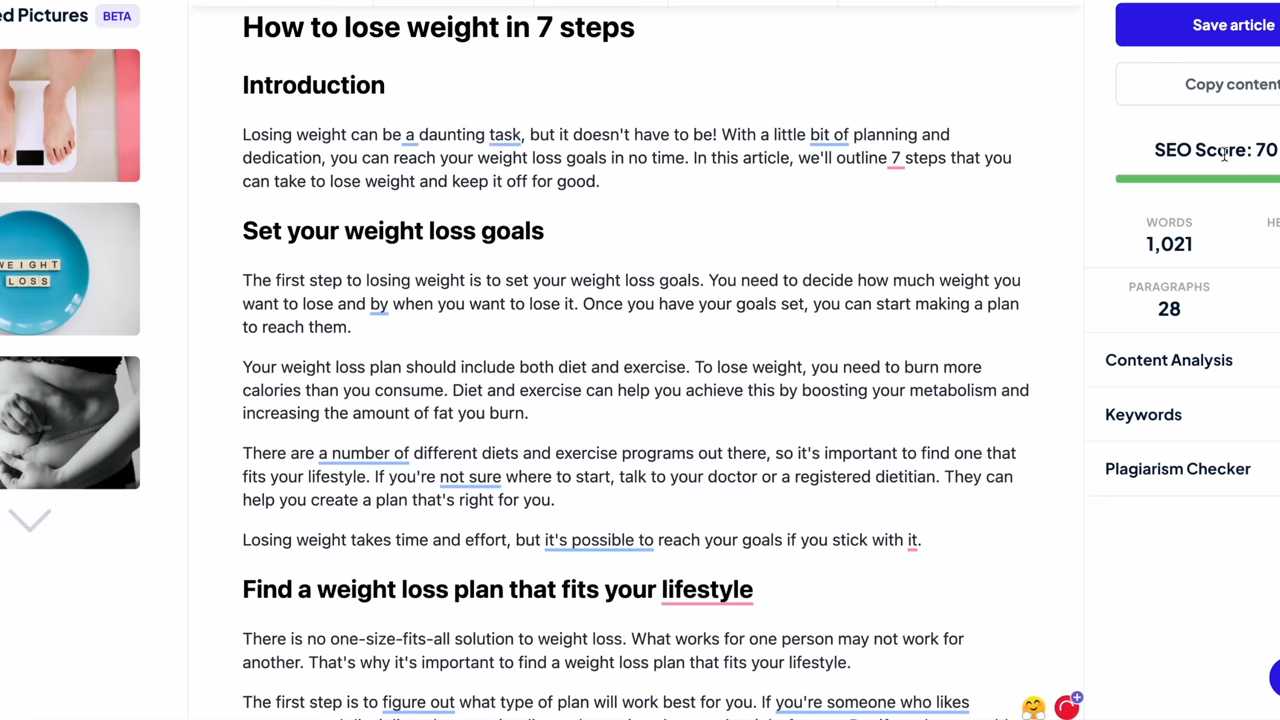 ed Pictures BETA
WEIGHT
LOSS
How to lose weight in 7 steps
Introduction
Losing weight can be a daunting task, but it doesn't have to be! With a little bit of planning and
dedication, you can reach your weight loss goals in no time. In this article, we'll outline 7 steps that you
can take to lose weight and keep it off for good.
Set your weight loss goals
The first step to losing weight is to set your weight loss goals. You need to decide how much weight you
want to lose and by when you want to lose it. Once you have your goals set, you can start making a plan
to reach them.
Your weight loss plan should include both diet and exercise. To lose weight, you need to burn more
calories than you consume. Diet and exercise can help you achieve this by boosting your metabolism and
increasing the amount of fat you burn.
There are a number of different diets and exercise programs out there, so it's important to find one that
fits your lifestyle. If you're not sure where to start, talk to your doctor or a registered dietitian. They can
help you create a plan that's right for you.
Losing weight takes time and effort, but it's possible to reach your goals if you stick with it.
Find a weight loss plan that fits your lifestyle
There is no one-size-fits-all solution to weight loss. What works for one person may not work for
another. That's why it's important to find a weight loss plan that fits your lifestyle.
The first step is to figure out what type of plan will work best for you. If you're someone who likes
Save article
Copy content
SEO Score: 70
WORDS HE
1,021
PARAGRAPHS
28
Content Analysis
Keywords
Plagiarism Checker